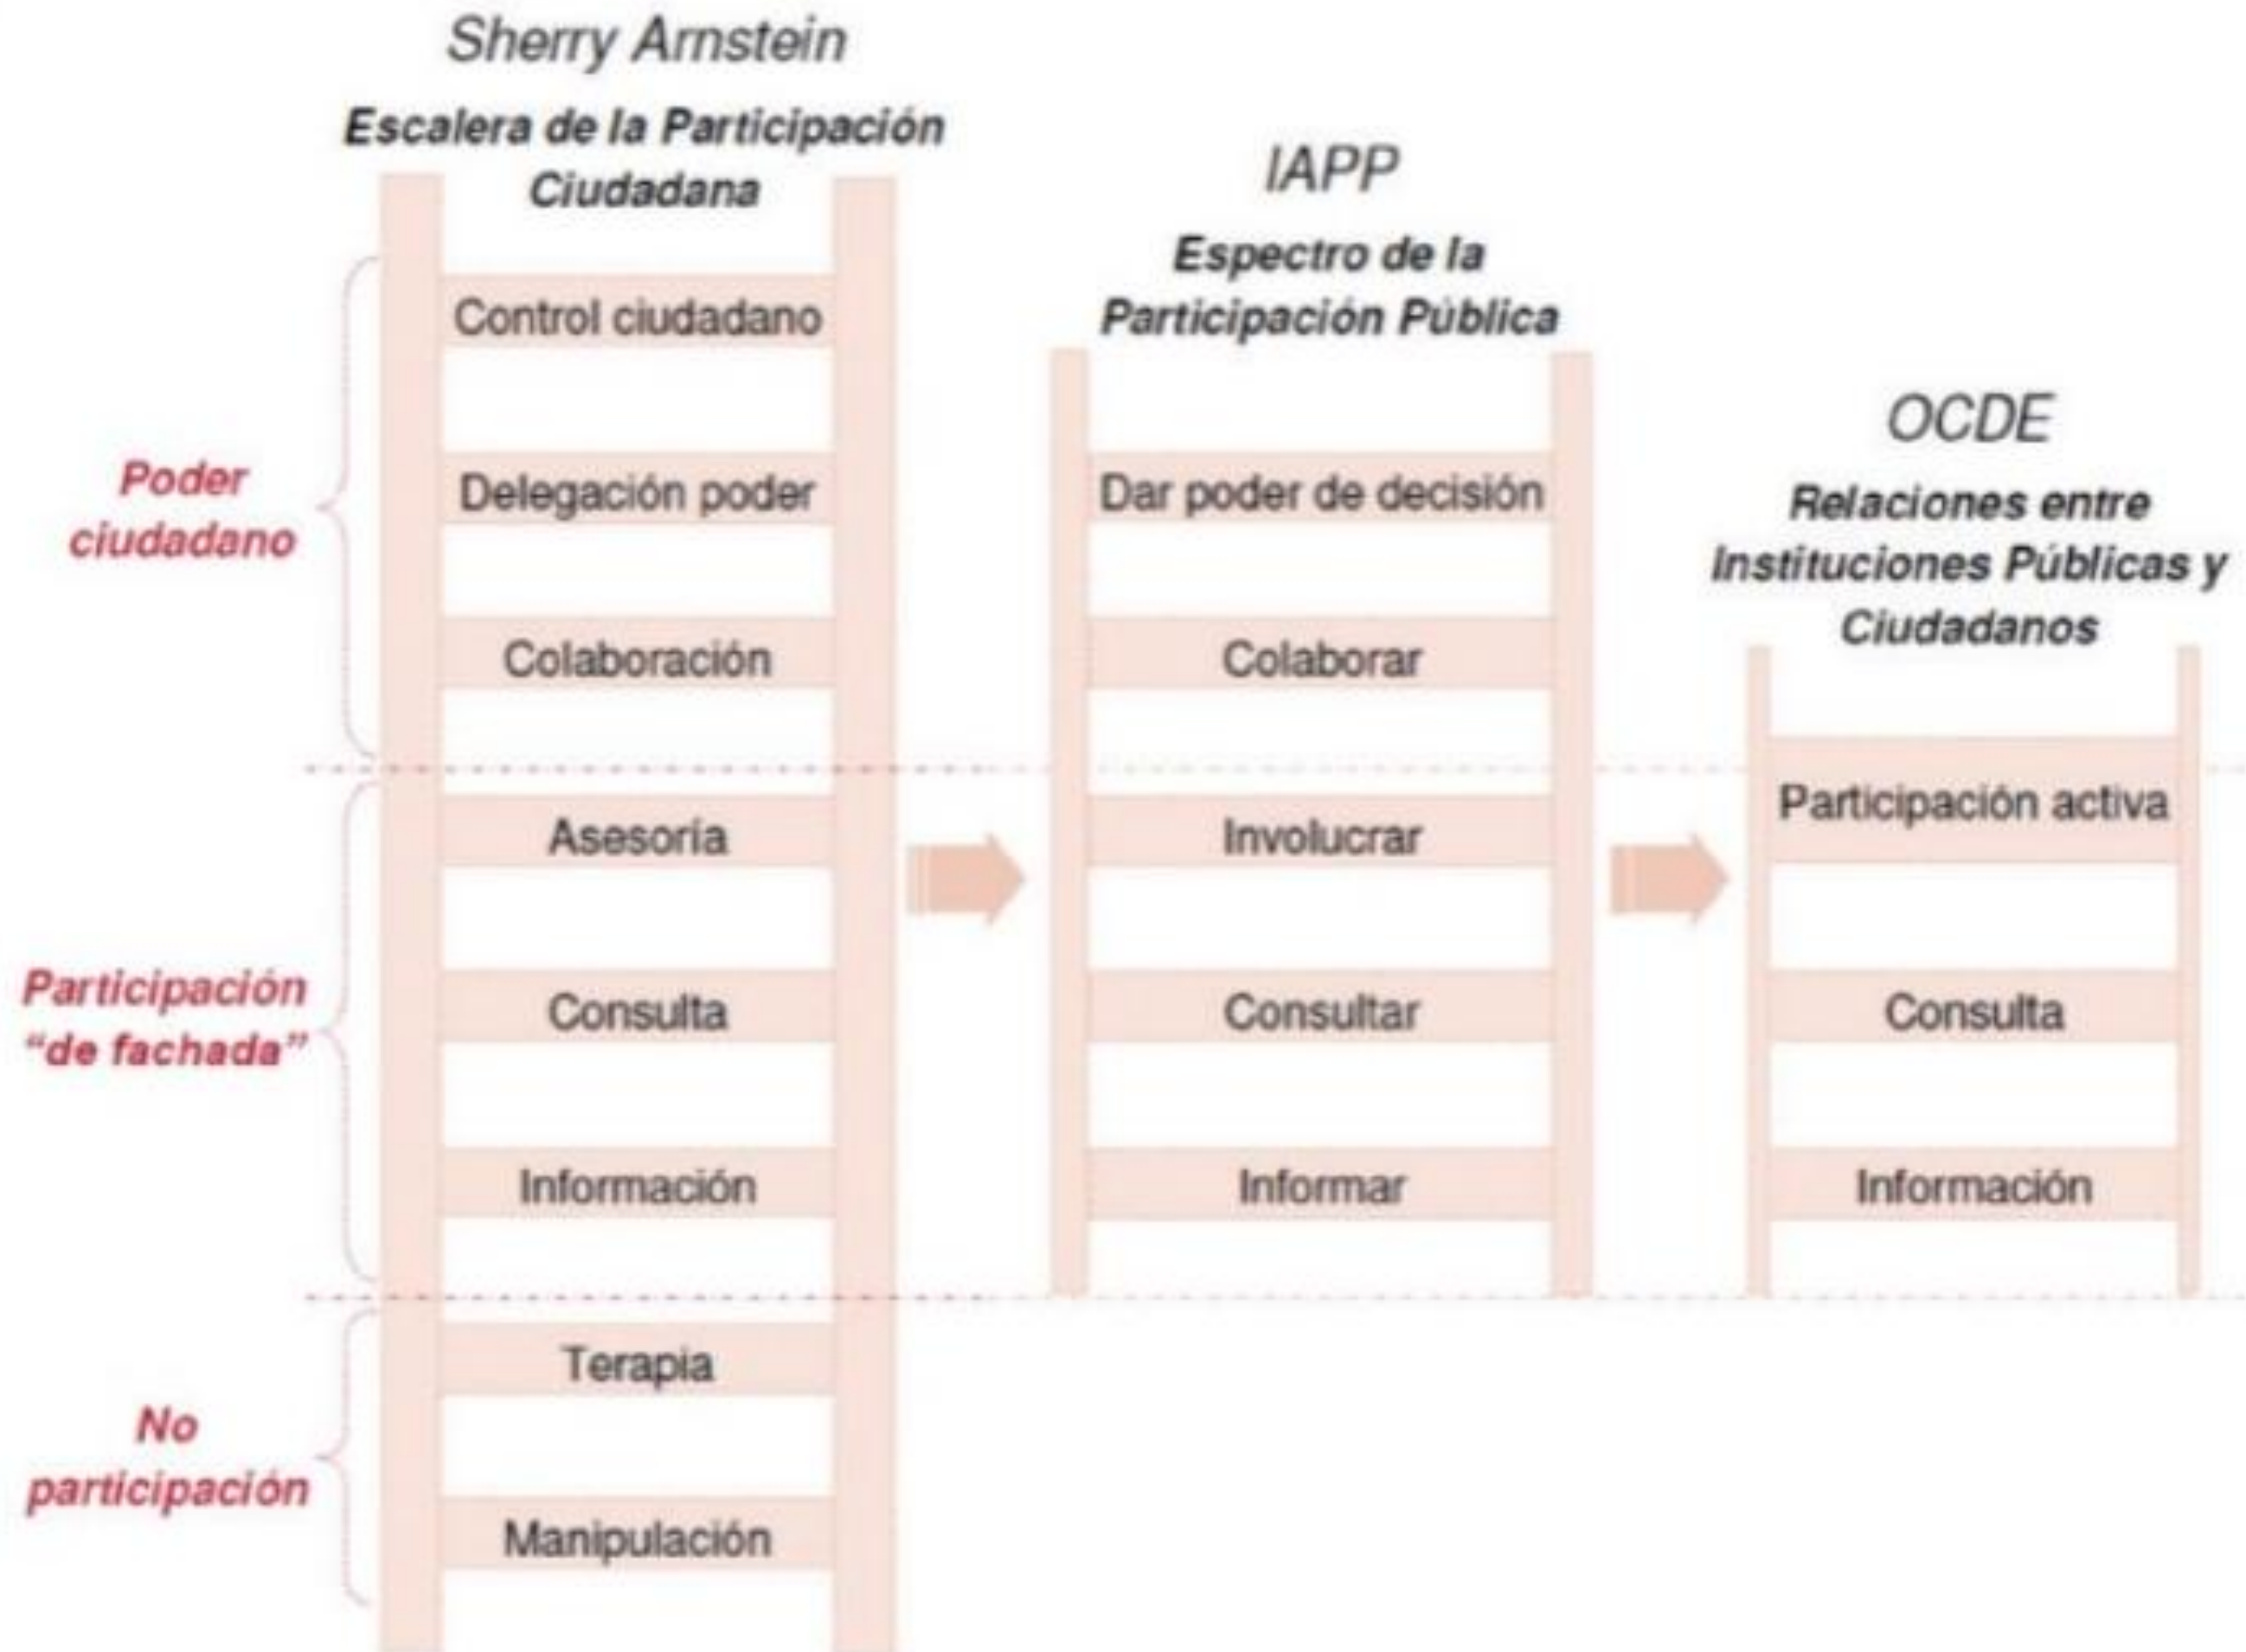 Sherry Arnstein
Escalera de la Participación
Ciudadana
Control ciudadano
Delegación poder
Colaboración
Asesoría
Consulta
Información
Terapia
Manipulación
Poder
ciudadano
Participación
“de fachada”
No
participación
IAPP
Espectro de la
Participación Pública
Dar poder de decisión
Colaborar
Involucrar
Consultar
Informar
OCDE
Relaciones entre
Instituciones Públicas y
Ciudadanos
Participación activa
Consulta
Información